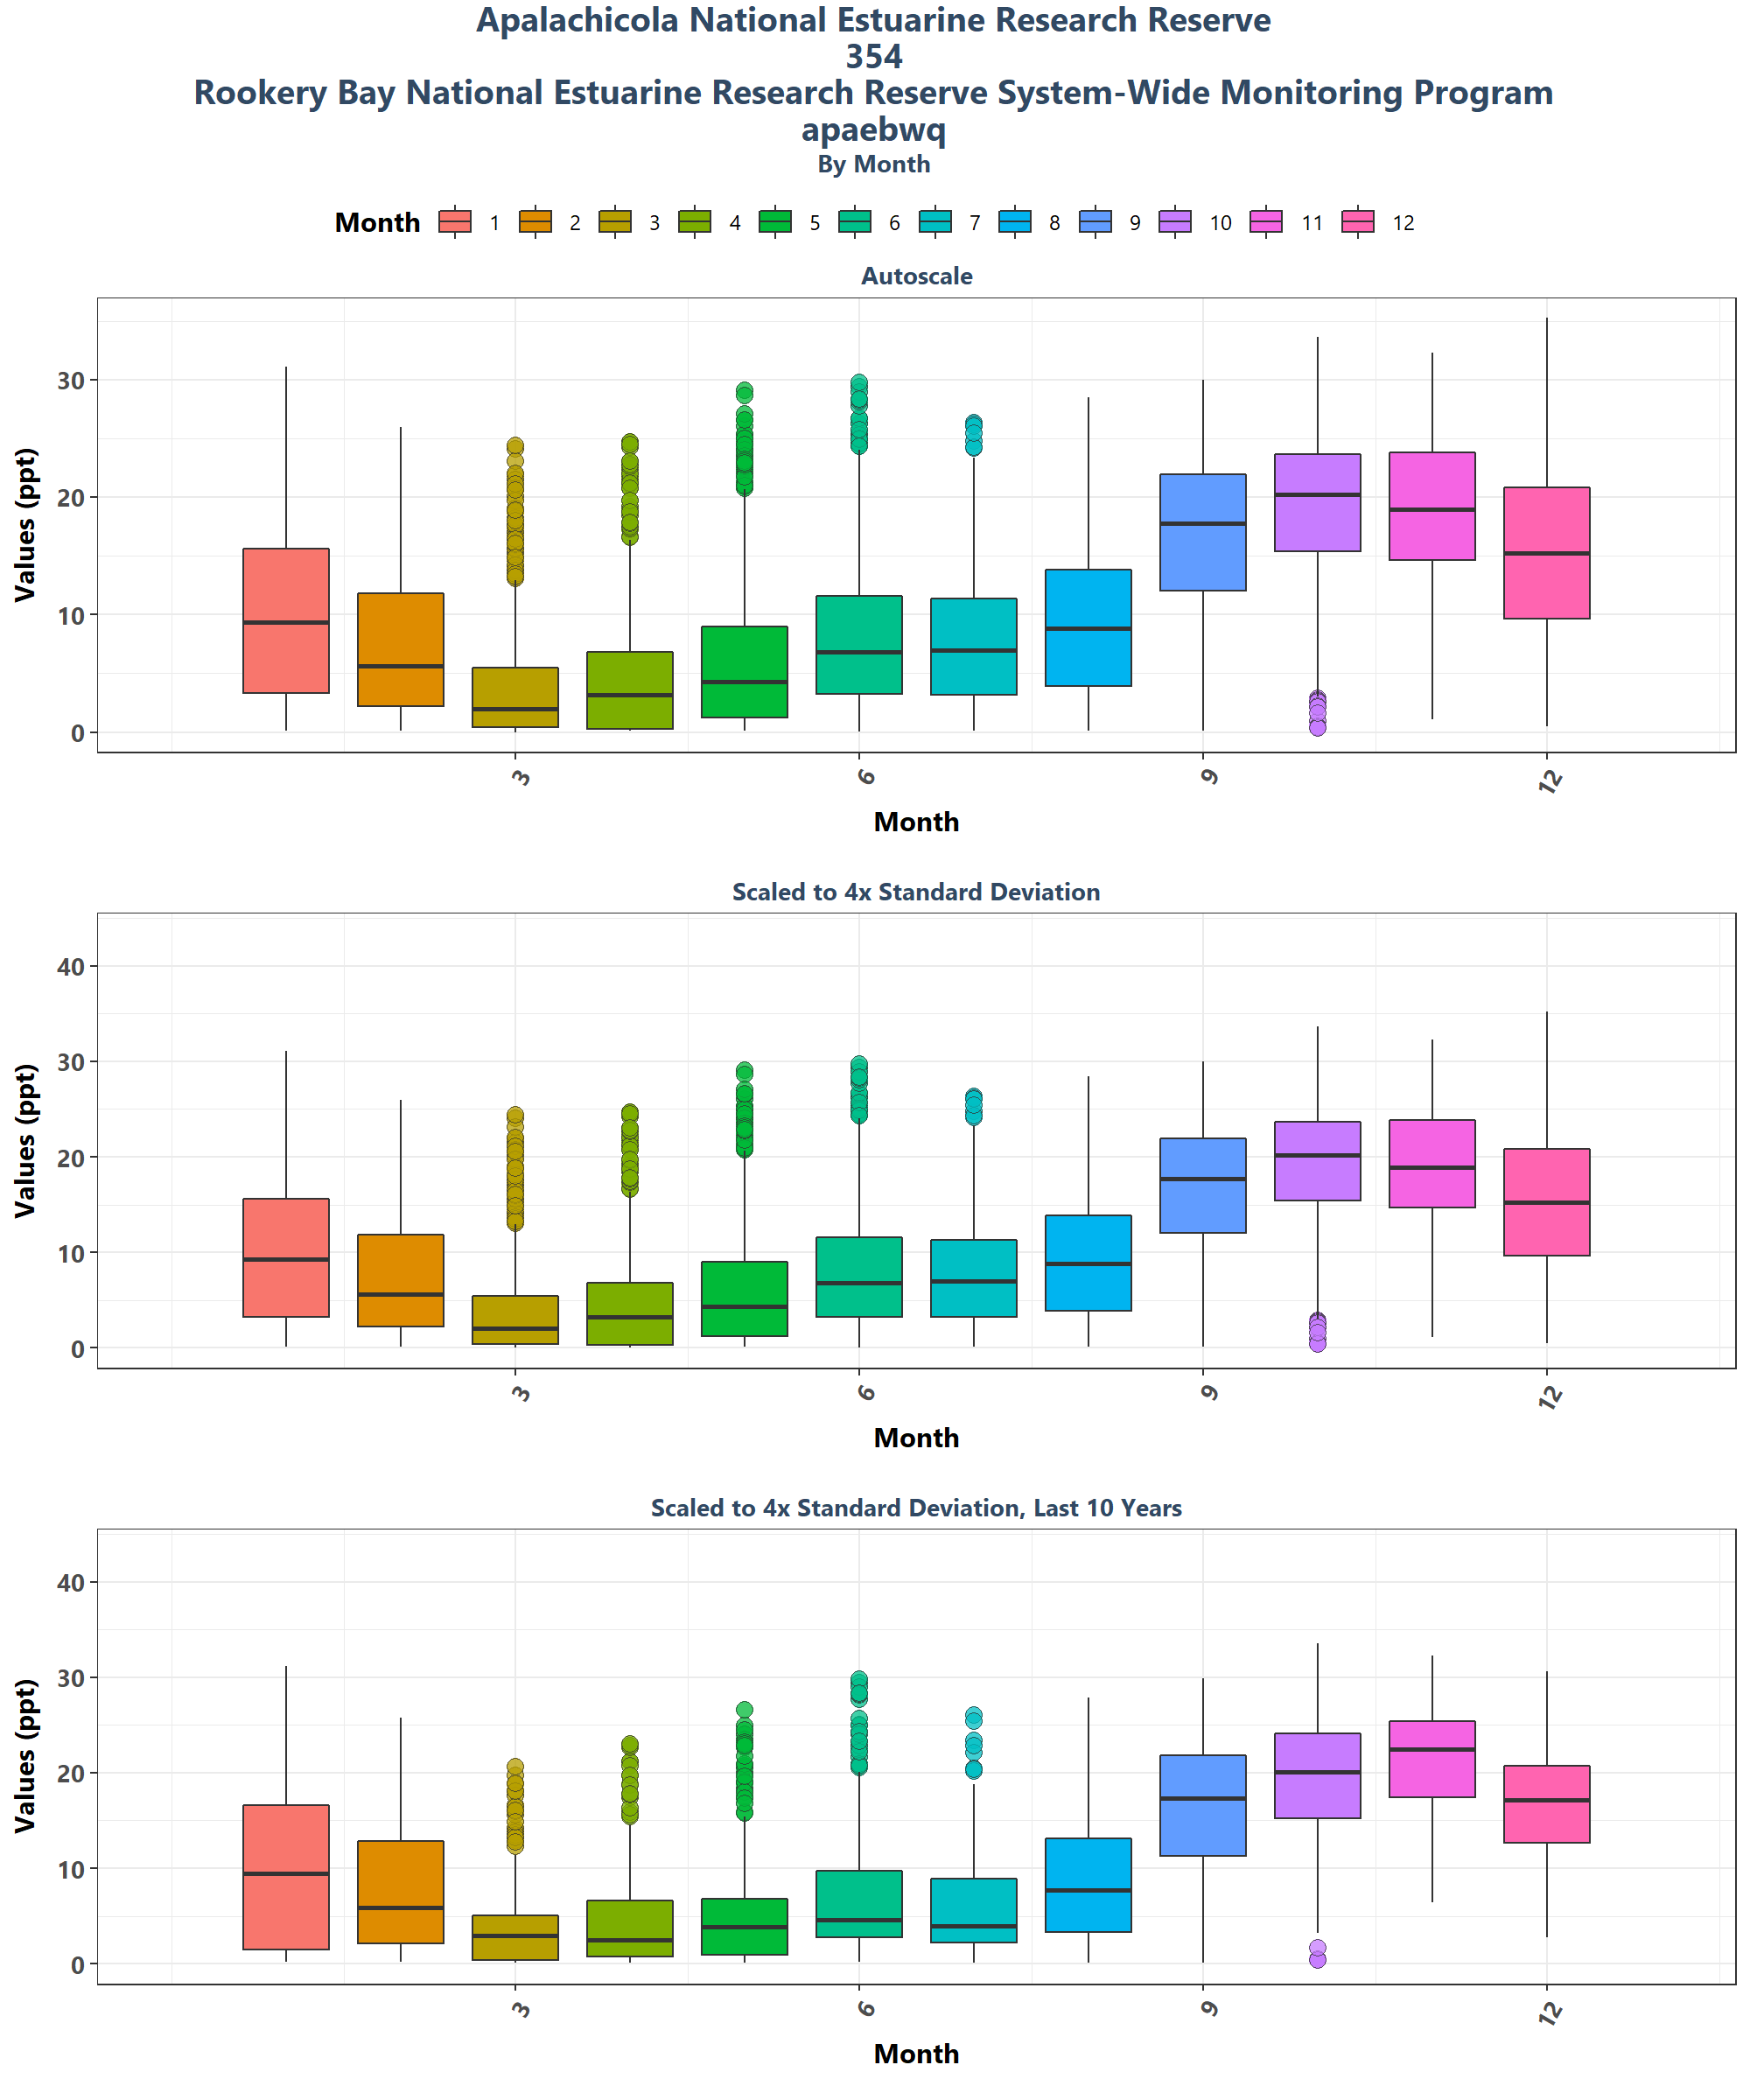 Apalachicola National Estuarine Research Reserve
354
Rookery Bay National Estuarine Research Reserve System-Wide Monitoring Program
apaebwq
By Month
Month 1 2 3 4 5 6 7 8 9 10 11 12
Autoscale
Values (ppt)
30
20
10
0
3 6 9 12
Month
Scaled to 4x Standard Deviation
Values (ppt)
40
30
20
10
0
3 6 9 12
Month
Scaled to 4x Standard Deviation, Last 10 Years
Values (ppt)
40
30
20
10
0
3 6 9 12
Month